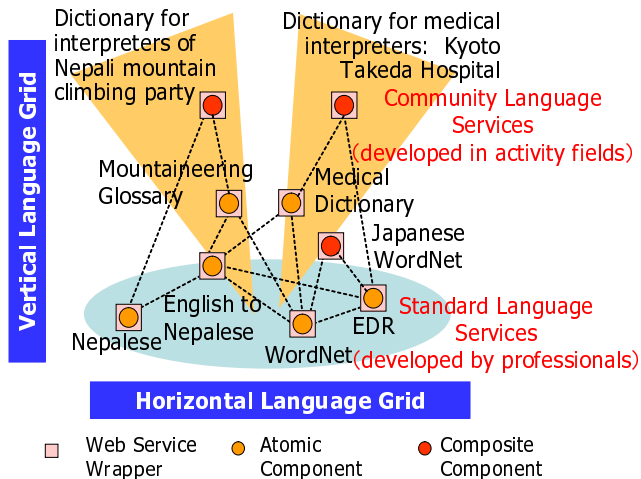 Dictionary for
interpreters of
Nepali mountain
climbing party
Dictionary for medical
interpreters: Kyoto
Takeda Hospital
Community Language
Services
(developed in activity fields)
Vertical Language Grid
Mountaineering
Glossary
Medical
Dictionary
Japanese
WordNet
English to
Nepalese
Nepalese
WordNet
EDR
Standard Language
Services
(developed by professionals)
Horizontal Language Grid
Web Service
Wrapper
Atomic
Component
Composite
Component